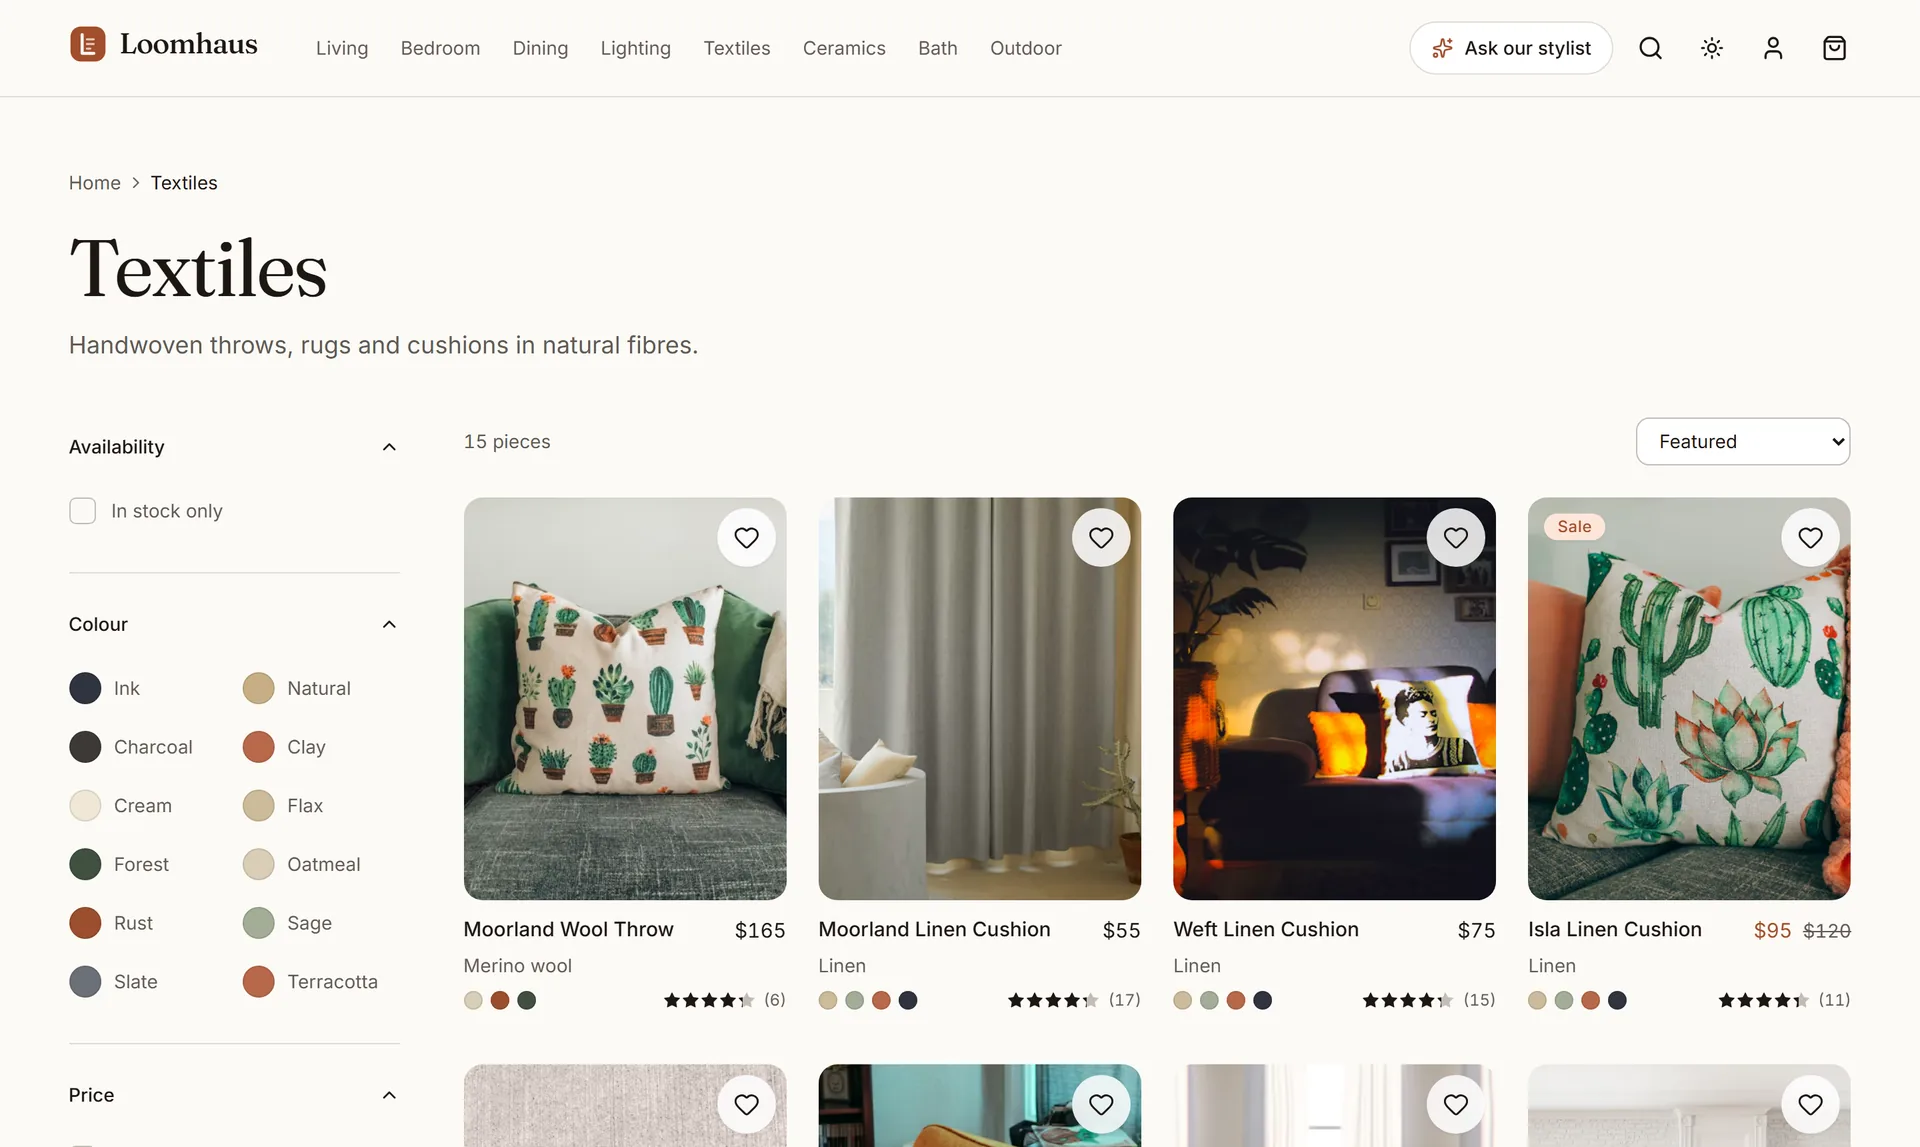 Loomhaus
Living Bedroom Dining Lighting Textiles Ceramics Bath Outdoor
Ask our stylist
Home > Textiles
Textiles
Handwoven throws, rugs and cushions in natural fibres.
Availability
In stock only
Colour
Ink Natural
Charcoal Clay
Cream Flax
Forest Oatmeal
Rust Sage
Slate Terracotta
Price
15 pieces
Featured
Moorland Wool Throw $165
Merino wool
(6)
Moorland Linen Cushion $55
Linen
(17)
Weft Linen Cushion $75
Linen
(15)
Sale
Isla Linen Cushion $95 $120
Linen
(11)